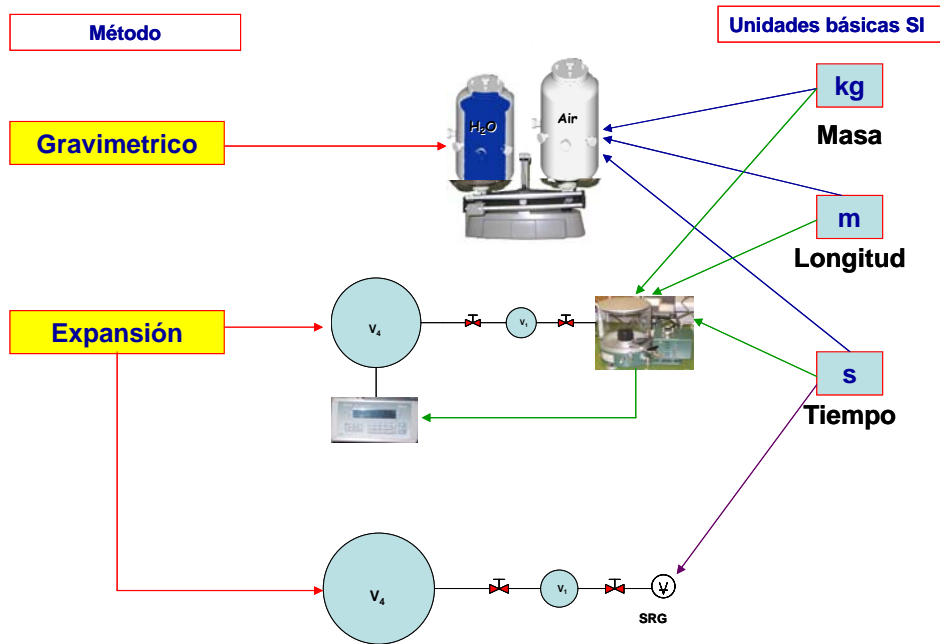 Método
Unidades básicas SI
kg
Masa
Gravimetrico
H₂O
Air
m
Longitud
Expansión
V₄
V₁
s
Tiempo
V₄
V₁
V
SRG